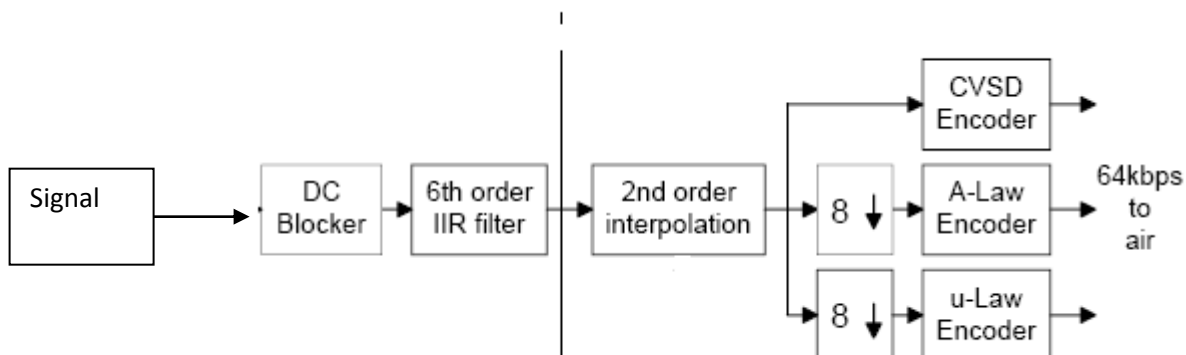 Signal
DC
Blocker
6th order
IIR filter
2nd order
interpolation
CVSD
Encoder
8
A-Law
Encoder
64kbps
to
air
8
u-Law
Encoder